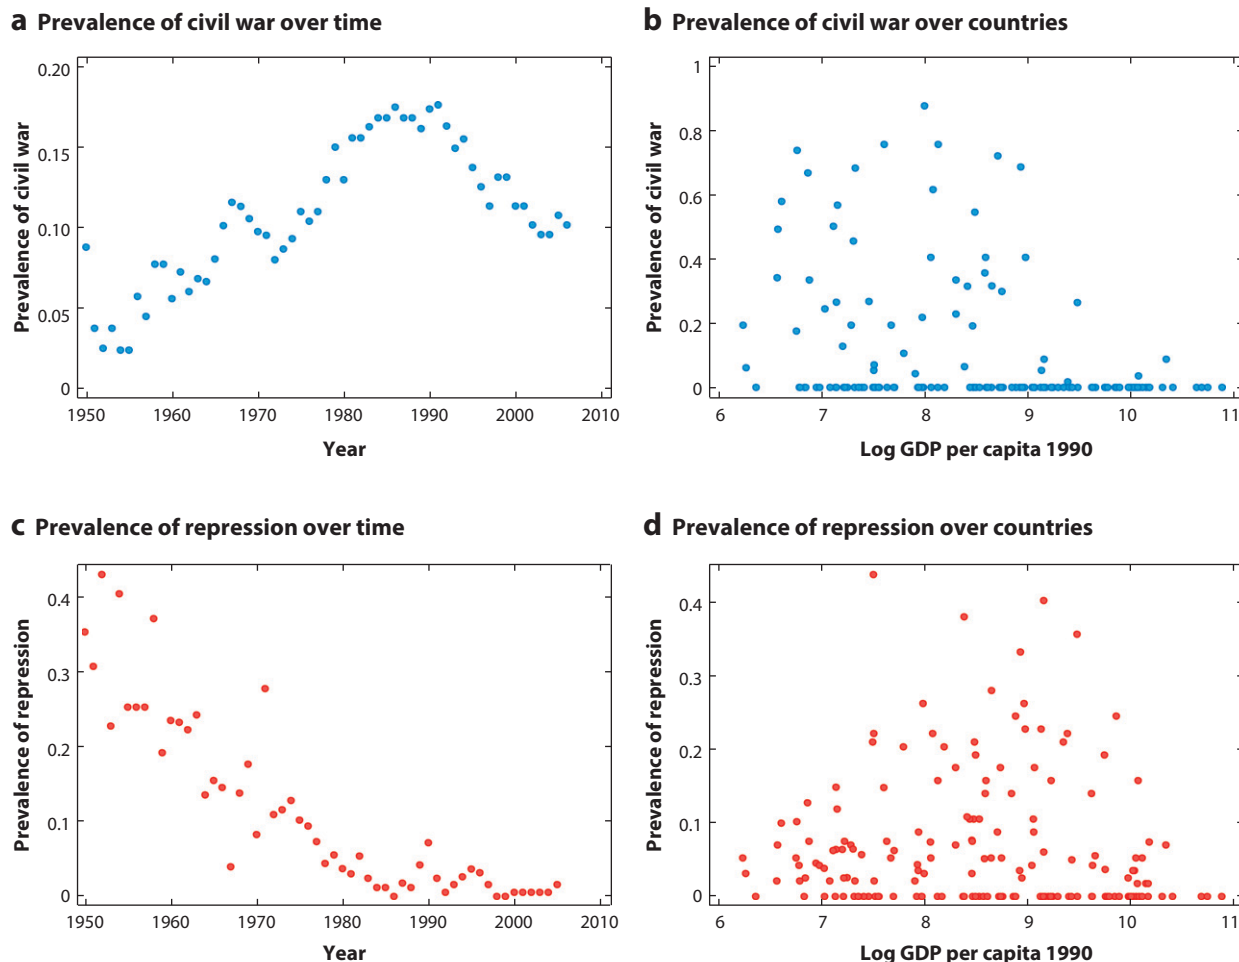 a Prevalence of civil war over time
0.20
0.15
0.10
0.05
0
Prevalence of civil war
1950 1960 1970 1980 1990 2000 2010
Year
b Prevalence of civil war over countries
1
0.8
0.6
0.4
0.2
0
Prevalence of civil war
6 7 8 9 10 11
Log GDP per capita 1990
c Prevalence of repression over time
0.4
0.3
0.2
0.1
0
Prevalence of repression
1950 1960 1970 1980 1990 2000 2010
Year
d Prevalence of repression over countries
0.4
0.3
0.2
0.1
0
Prevalence of repression
6 7 8 9 10 11
Log GDP per capita 1990